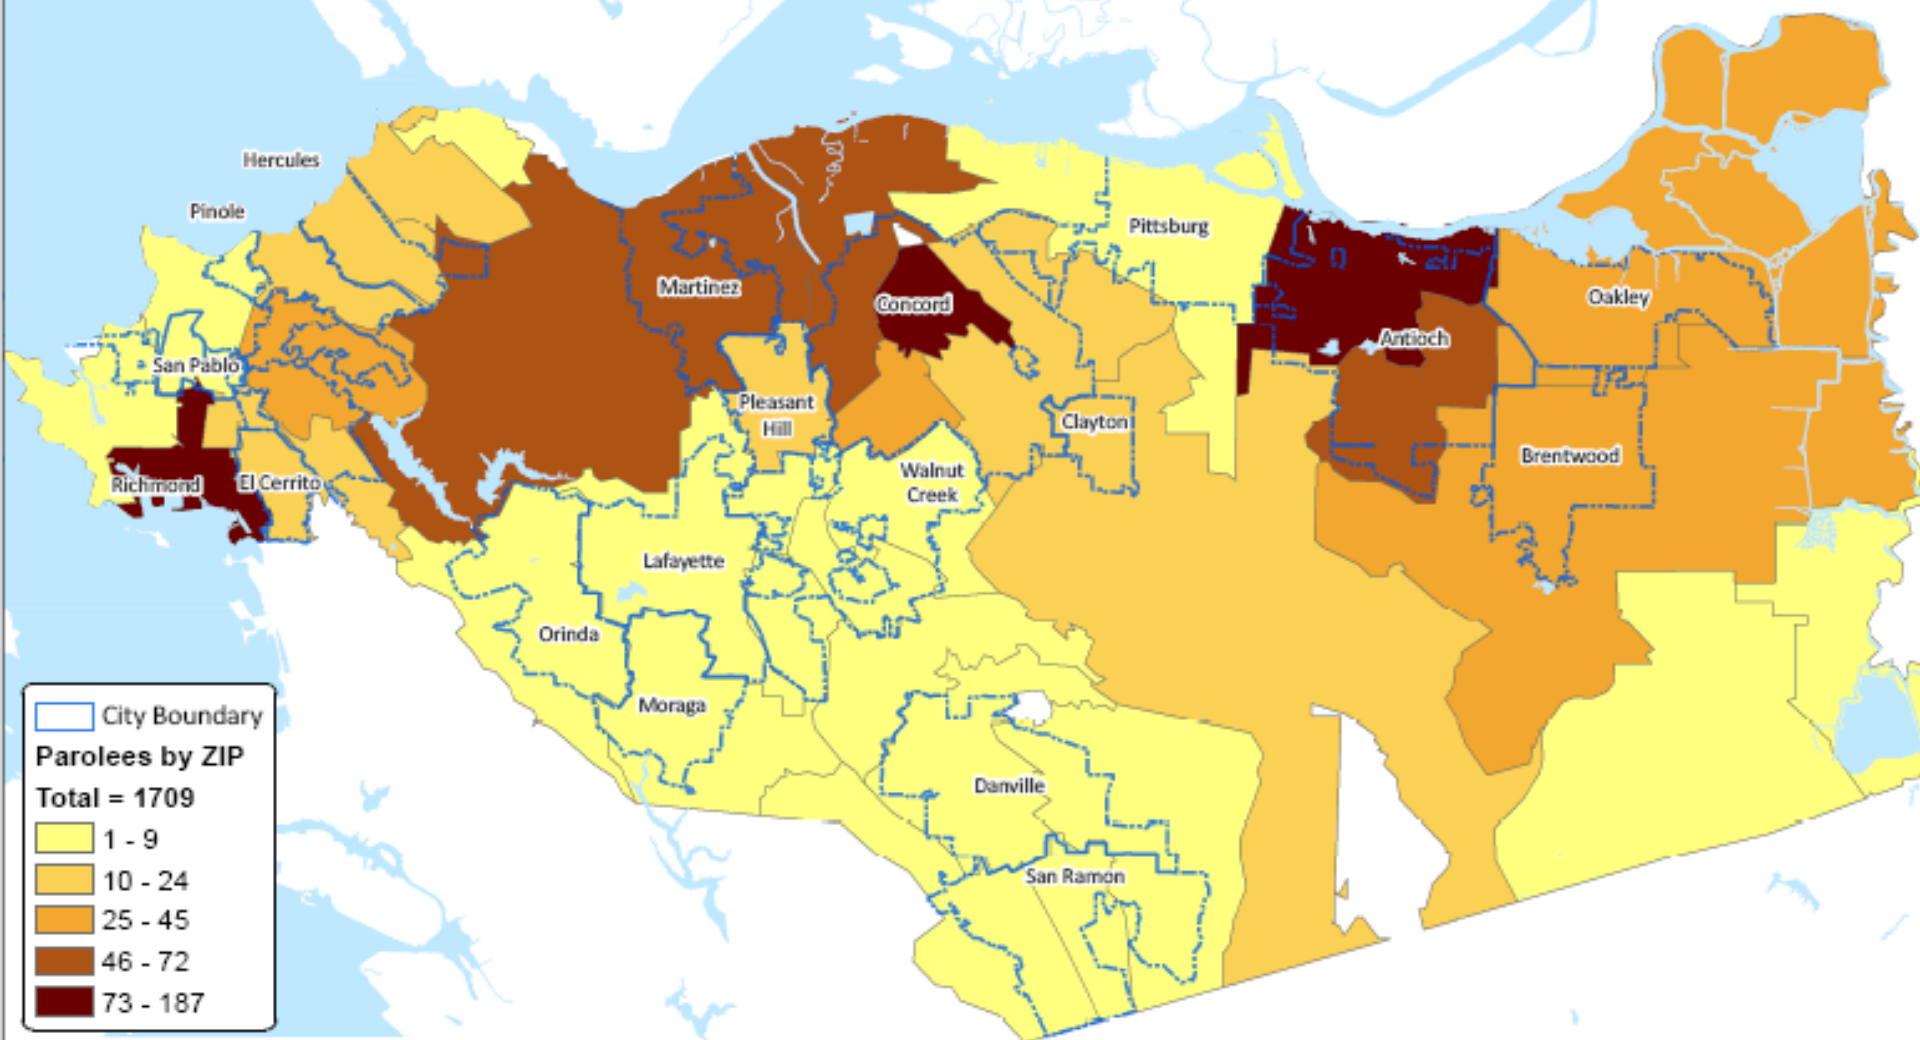 Hercules
Pinole
Pittsburg
Martinez
Concord
Oakley
Antioch
San Pablo
Pleasant
Hill
Clayton
Brentwood
Walnut
Creek
Richmond
El Cerrito
Lafayette
Orinda
Moraga
Danville
San Ramon
City Boundary
Parolees by ZIP
Total = 1709
1 - 9
10 - 24
25 - 45
46 - 72
73 - 187